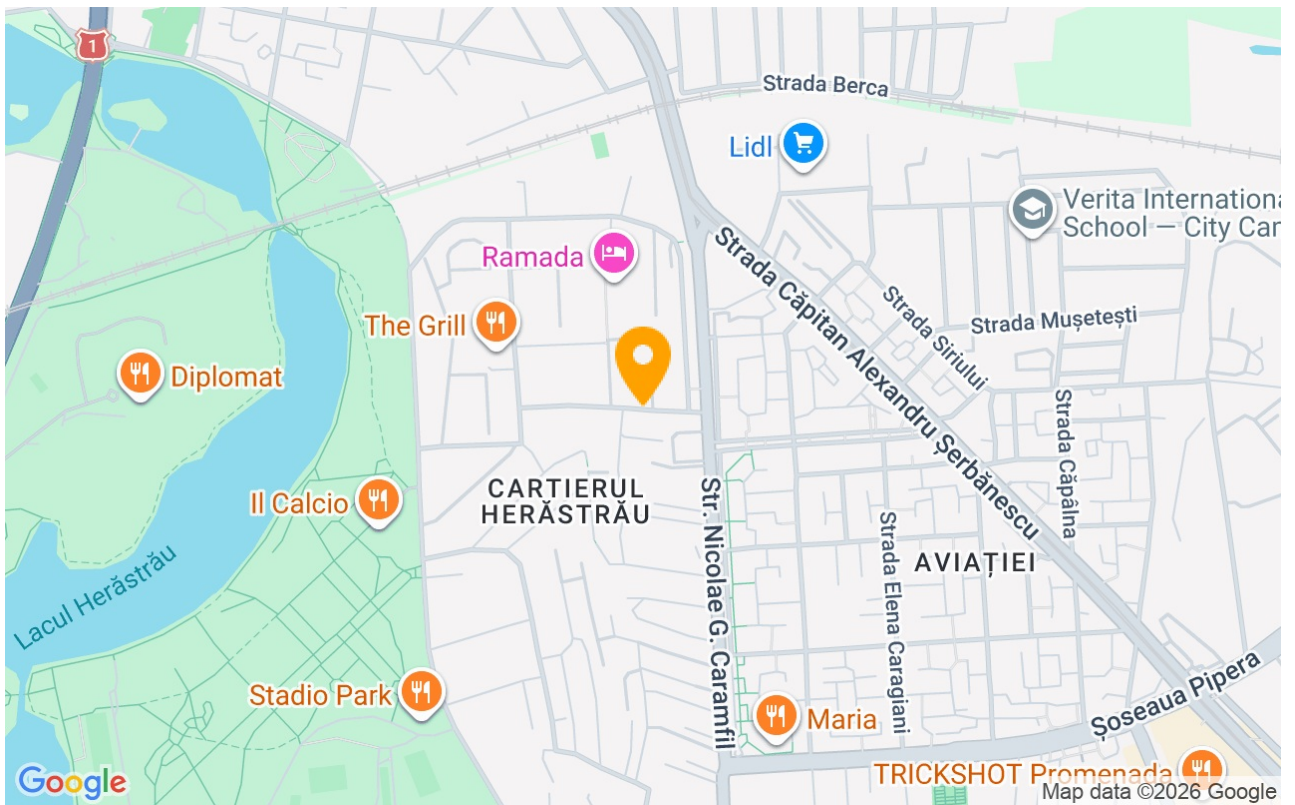 1
Strada Berca
Lidl
Verita Internationa
School — City Can
Ramada
Strada Căpitan Alexandru Șerbănescu
Strada Siriului
Strada Mușetești
The Grill
Diplomat
Strada Căpâlna
Il Calcio
CARTIERUL
HERĂSTRĂU
Str. Nicolae G. Caramfil
Strada Elena Caragiani
AVIAȚIEI
Lacul Herăstrău
Stadio Park
Maria
Șoseaua Pipera
TRICKSHOT Promenada
Google
Map data ©2026 Google